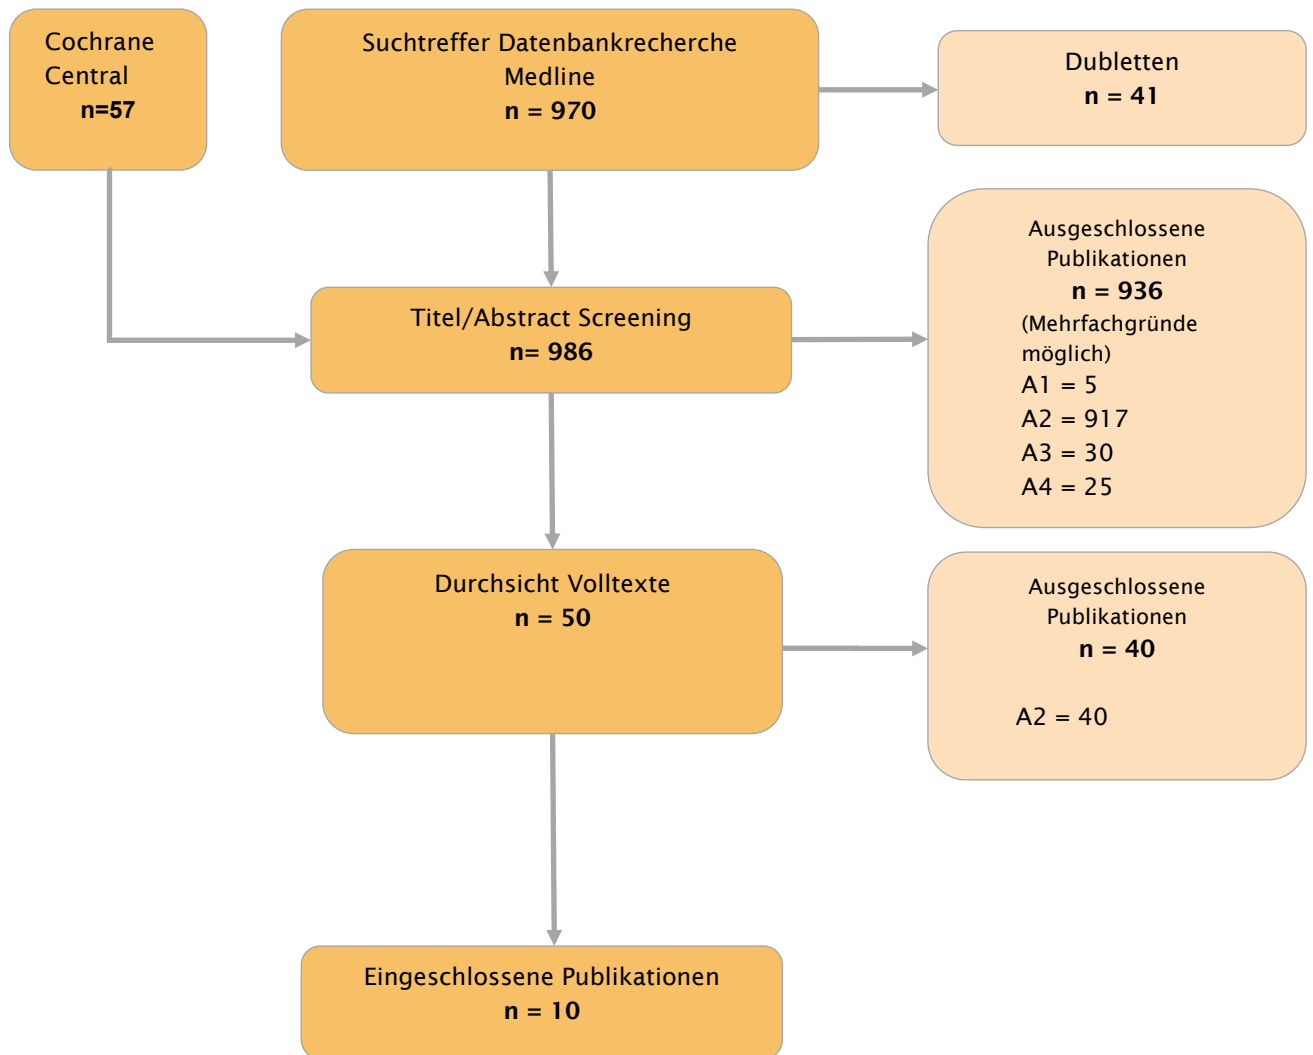 Cochrane
Central
n=57
Suchtreffer Datenbankrecherche
Medline
n = 970
Dubletten
n = 41
Ausgeschlossene
Publikationen
n = 936
(Mehrfachgründe
möglich)
A1 = 5
A2 = 917
A3 = 30
A4 = 25
Titel/Abstract Screening
n= 986
Durchsicht Volltexte
n = 50
Ausgeschlossene
Publikationen
n = 40
A2 = 40
Eingeschlossene Publikationen
n = 10